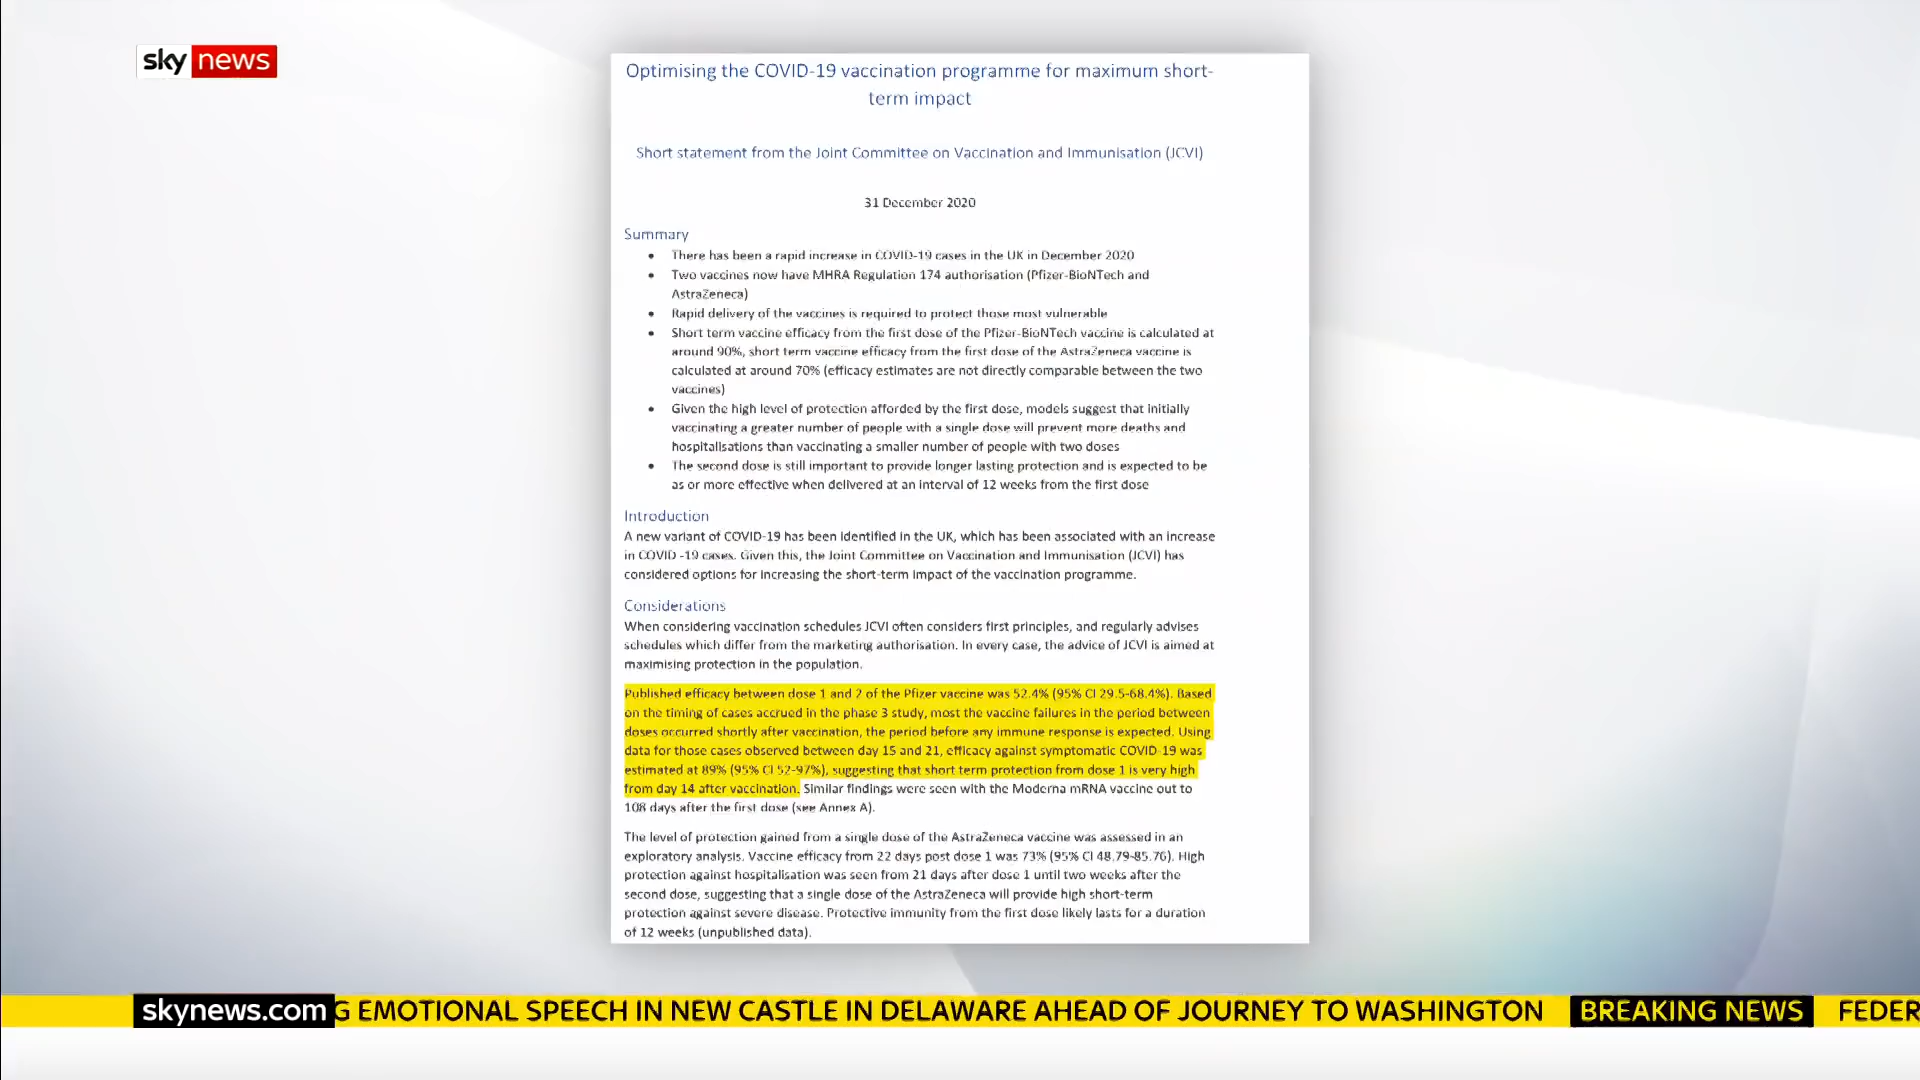 sky news
Optimising the COVID-19 vaccination programme for maximum short-
term impact
Short statement from the Joint Committee on Vaccination and Immunisation (JCVI)
31 December 2020
Summary
• There has been a rapid increase in COVID-19 cases in the UK in December 2020
• Two vaccines now have MHRA Regulation 174 authorisation (Pfizer-BioNTech and
AstraZeneca)
• Rapid delivery of the vaccines is required to protect those most vulnerable
• Short term vaccine efficacy from the first dose of the Pfizer-BioNTech vaccine is calculated at
around 90%, short term vaccine efficacy from the first dose of the AstraZeneca vaccine is
calculated at around 70% (efficacy estimates are not directly comparable between the two
vaccines)
• Given the high level of protection afforded by the first dose, models suggest that initially
vaccinating a greater number of people with a single dose will prevent more deaths and
hospitalisations than vaccinating a smaller number of people with two doses
• The second dose is still important to provide longer lasting protection and is expected to be
as or more effective when delivered at an interval of 12 weeks from the first dose
Introduction
A new variant of COVID-19 has been identified in the UK, which has been associated with an increase
in COVID -19 cases. Given this, the Joint Committee on Vaccination and Immunisation (JCVI) has
considered options for increasing the short-term impact of the vaccination programme.
Considerations
When considering vaccination schedules JCVI often considers first principles, and regularly advises
schedules which differ from the marketing authorisation. In every case, the advice of JCVI is aimed at
maximising protection in the population.
Published efficacy between dose 1 and 2 of the Pfizer vaccine was 52.4% (95% CI 29.5-68.4%). Based
on the timing of cases accrued in the phase 3 study, most the vaccine failures in the period between
doses occurred shortly after vaccination, the period before any immune response is expected. Using
data for those cases observed between day 15 and 21, efficacy against symptomatic COVID-19 was
estimated at 89% (95% CI 52-97%), suggesting that short term protection from dose 1 is very high
from day 14 after vaccination. Similar findings were seen with the Moderna mRNA vaccine out to
108 days after the first dose (see Annex A).
The level of protection gained from a single dose of the AstraZeneca vaccine was assessed in an
exploratory analysis. Vaccine efficacy from 22 days post dose 1 was 73% (95% CI 48.79-85.76). High
protection against hospitalisation was seen from 21 days after dose 1 until two weeks after the
second dose, suggesting that a single dose of the AstraZeneca will provide high short-term
protection against severe disease. Protective immunity from the first dose likely lasts for a duration
of 12 weeks (unpublished data).
skynews.com G EMOTIONAL SPEECH IN NEW CASTLE IN DELAWARE AHEAD OF JOURNEY TO WASHINGTON BREAKING NEWS FEDER